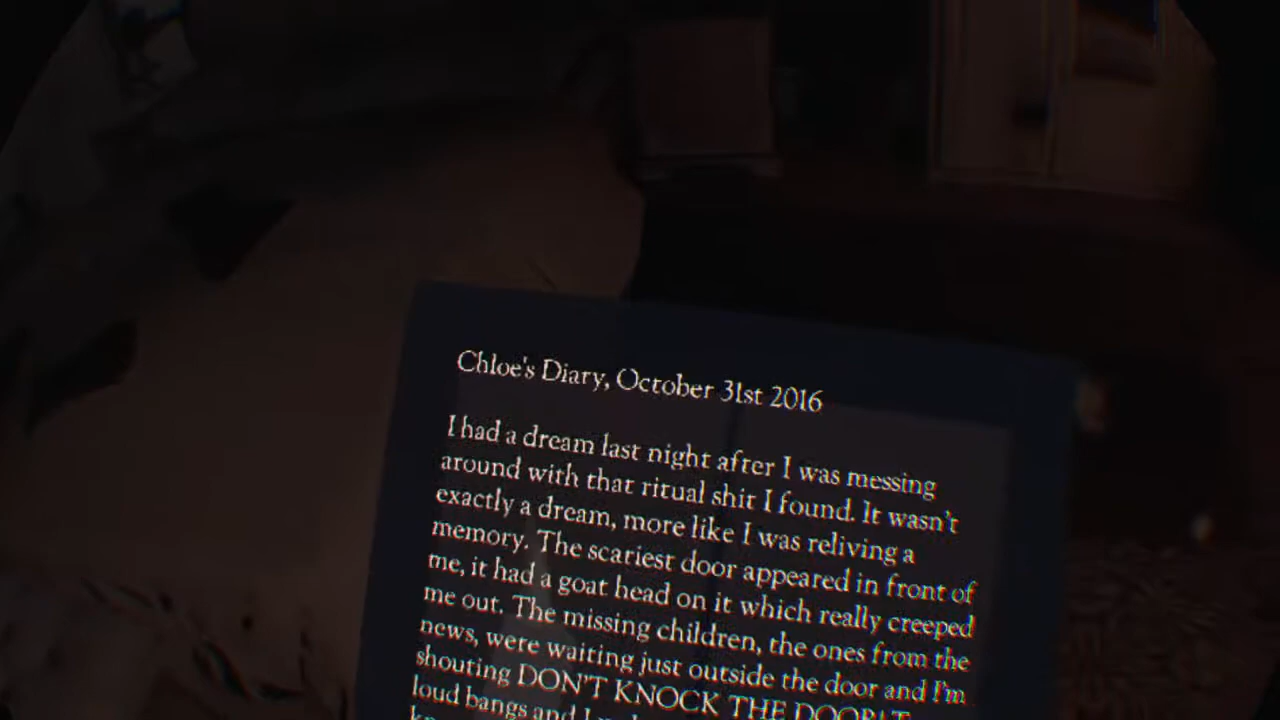 Chloe's Diary, October 31st 2016
I had a dream last night after I was messing
around with that ritual shit I found. It wasn't
exactly a dream, more like I was reliving a
memory. The scariest door appeared in front of
me, it had a goat head on it which really creeped
me out. The missing children, the ones from the
news, were waiting just outside the door and I'm
shouting DON'T KNOCK THE DOOR!
loud bangs and I